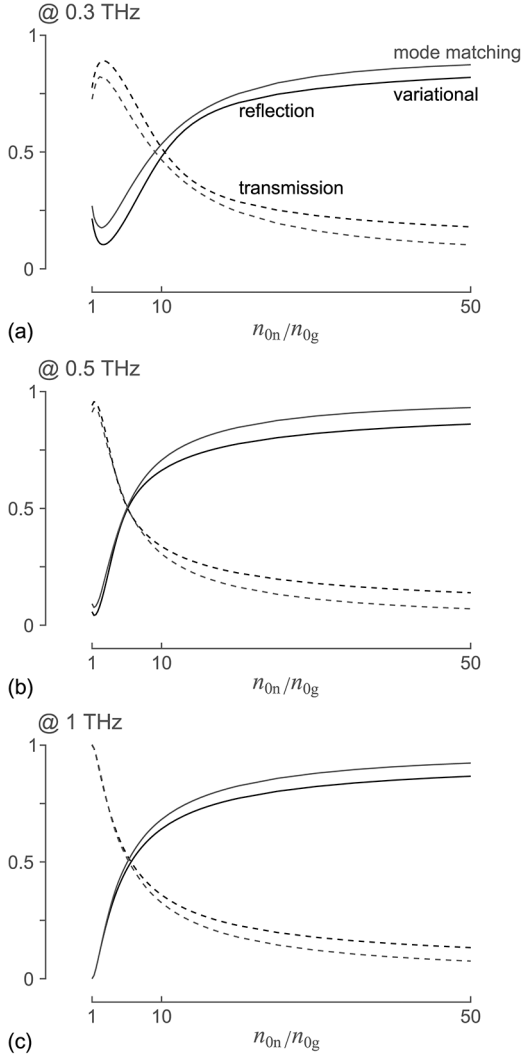 @ 0.3 THz
1
mode matching
variational
reflection
0.5
transmission
0
1 10 50
(a) n0n/n0g
@ 0.5 THz
1
0.5
0
1 10 50
(b) n0n/n0g
@ 1 THz
1
0.5
0
1 10 50
(c) n0n/n0g